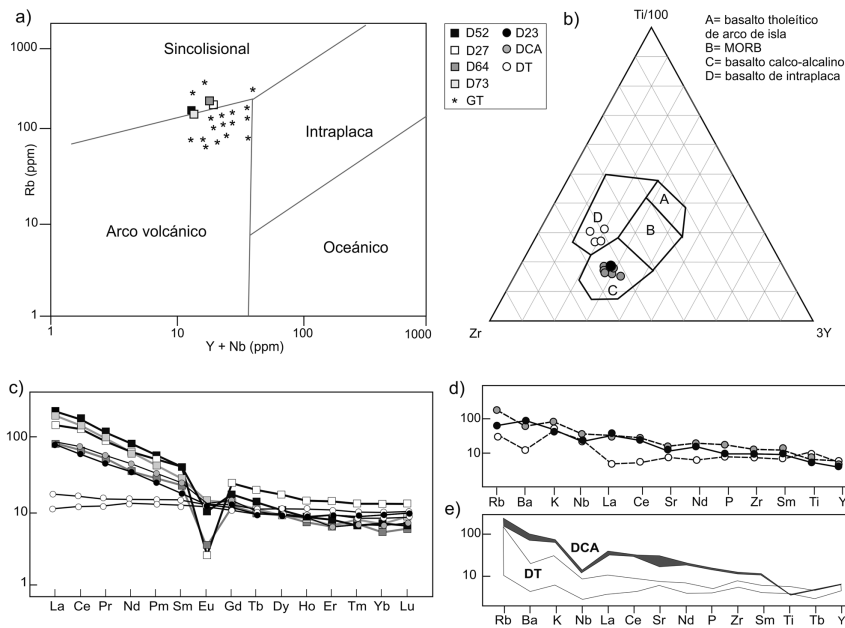 a)
Rb (ppm)
1000
100
10
1
Sincolisional
Intraplaca
Arco volcánico
Oceánico
1
10
100
1000
Y + Nb (ppm)
D52
D27
D64
D73
GT
D23
DCA
DT
b)
Ti/100
Zr
3Y
A
B
C
D
A= basalto tholeítico
de arco de isla
B= MORB
C= basalto calco-alcalino
D= basalto de intraplaca
c)
100
10
1
La Ce Pr Nd Pm Sm Eu Gd Tb Dy Ho Er Tm Yb Lu
d)
100
10
Rb Ba K Nb La Ce Sr Nd P Zr Sm Ti Y
e)
100
10
DCA
DT
Rb Ba K Nb La Ce Sr Nd P Zr Sm Ti Tb Y